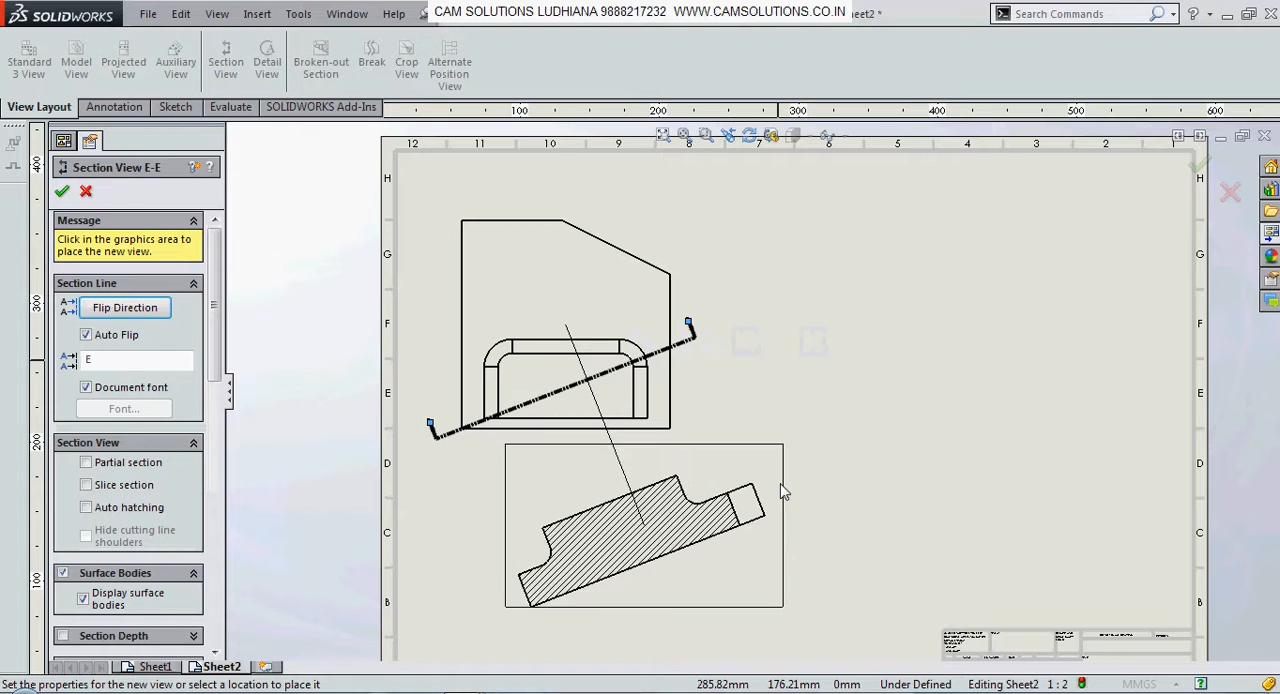 SOLIDWORKS
File Edit View Insert Tools Window Help
CAM SOLUTIONS LUDHIANA 9888217232 WWW.CAMSOLUTIONS.CO.IN
eet2 *
Search Commands
Standard 3 View
Model View
Projected View
Auxiliary View
Section View
Detail View
Broken-out Section
Break
Crop View
Alternate Position View
View Layout Annotation Sketch Evaluate SOLIDWORKS Add-Ins
100 200 300 400 500 600
12 11 10 9 8 7 6 5 4 3 2 1
Section View E-E
Message
Click in the graphics area to
place the new view.
Section Line
Flip Direction
Auto Flip
E
Document font
Font...
Section View
Partial section
Slice section
Auto hatching
Hide cutting line
shoulders
Surface Bodies
Display surface
bodies
Section Depth
400
300
200
100
H H
G G
F F
E E
D D
C C
B B
Sheet1 Sheet2
Set the properties for the new view or select a location to place it
285.82mm 176.21mm 0mm Under Defined Editing Sheet2 1 : 2 MMGS